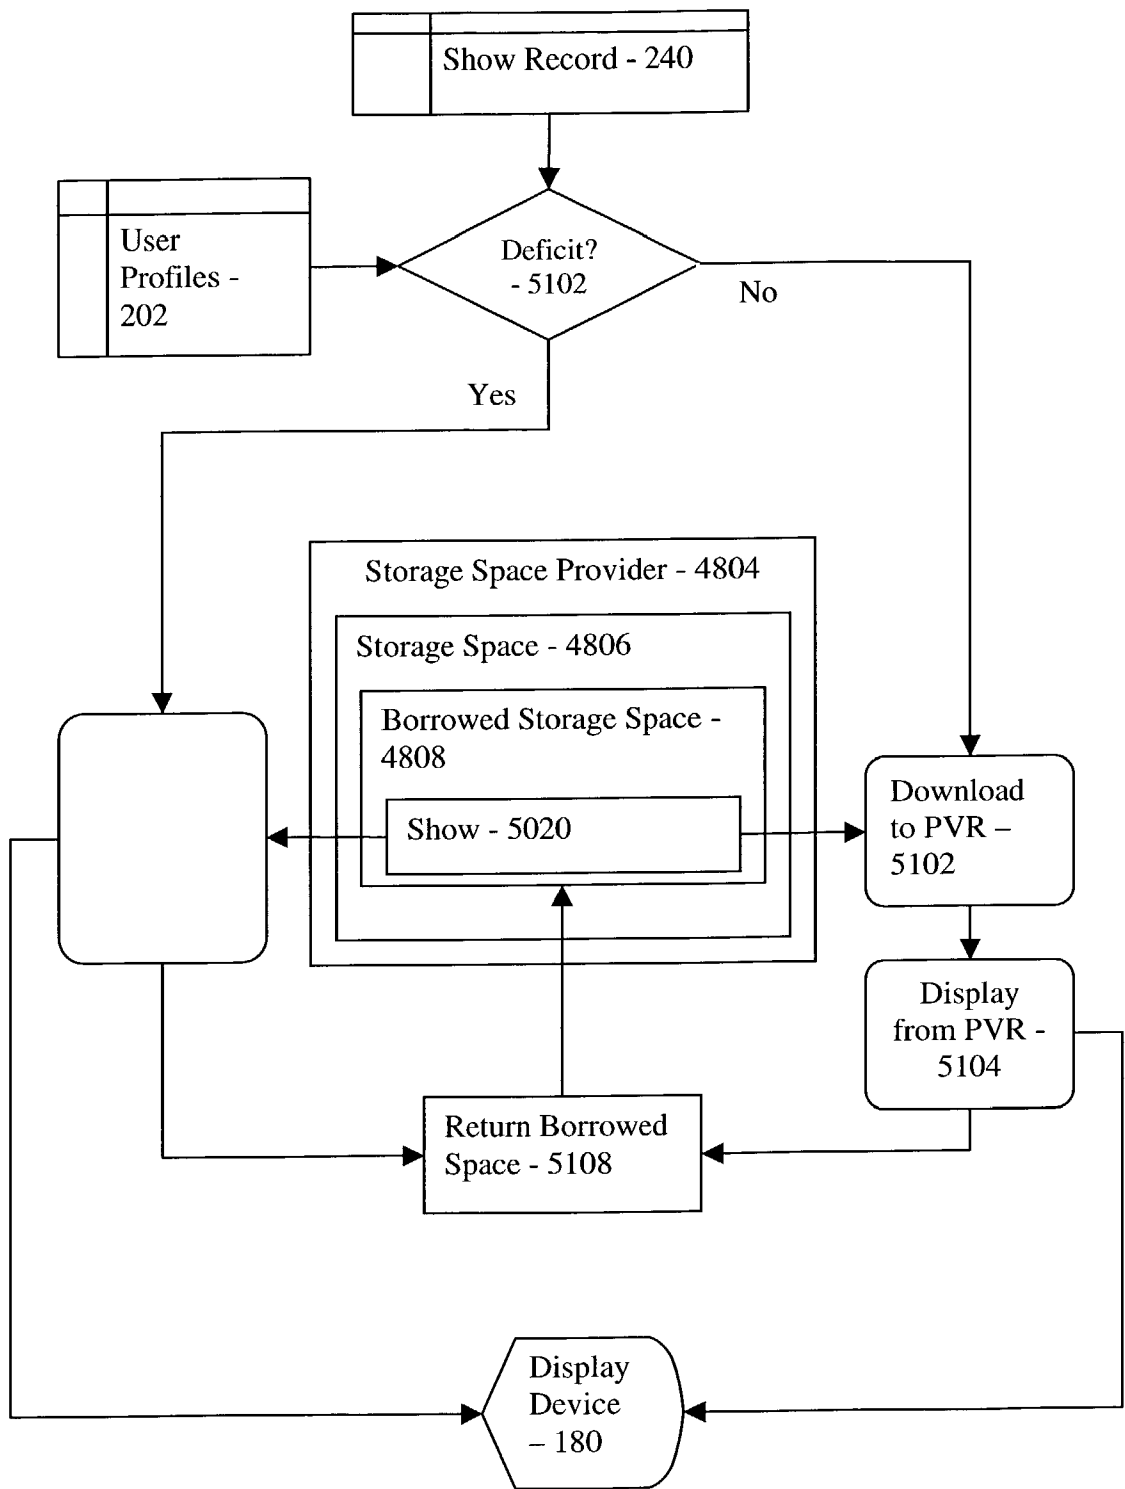 Show Record - 240
User
Profiles -
202
Deficit?
- 5102
No
Yes
Storage Space Provider - 4804
Storage Space - 4806
Borrowed Storage Space -
4808
Show - 5020
Download
to PVR –
5102
Display
from PVR -
5104
Return Borrowed
Space - 5108
Display
Device
– 180